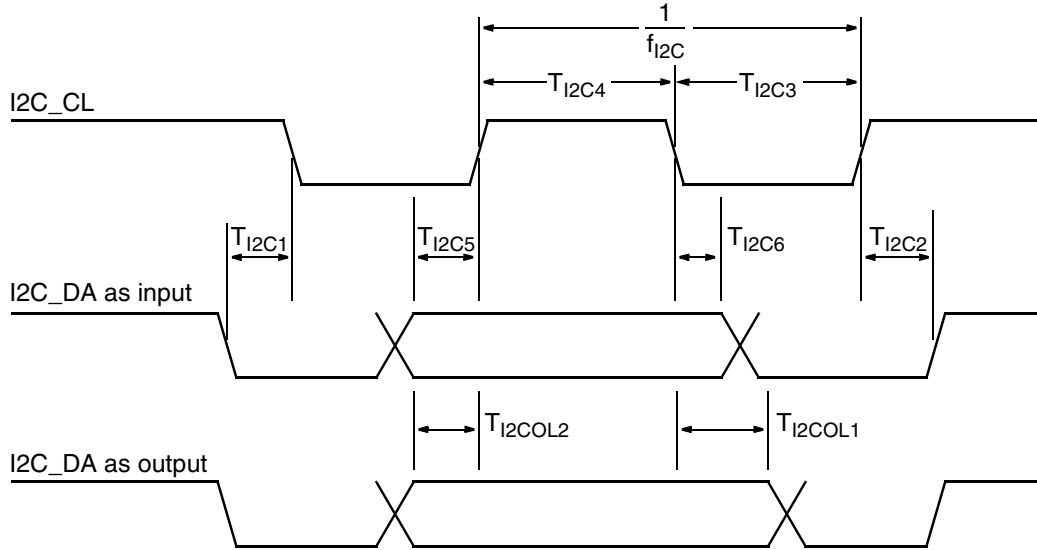 1
fI2C
TI2C4
TI2C3
I2C_CL
TI2C1
TI2C5
TI2C6
TI2C2
I2C_DA as input
TI2COL2
TI2COL1
I2C_DA as output